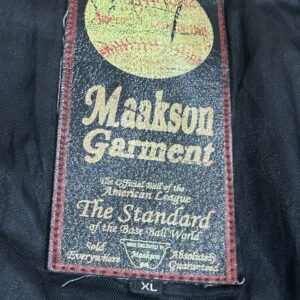 Maakson
Garment
The Official Ball of the
American League
The Standard
of the Base Ball World
Sold
Everywhere
Maakson
Absolutely
Guaranteed
XL